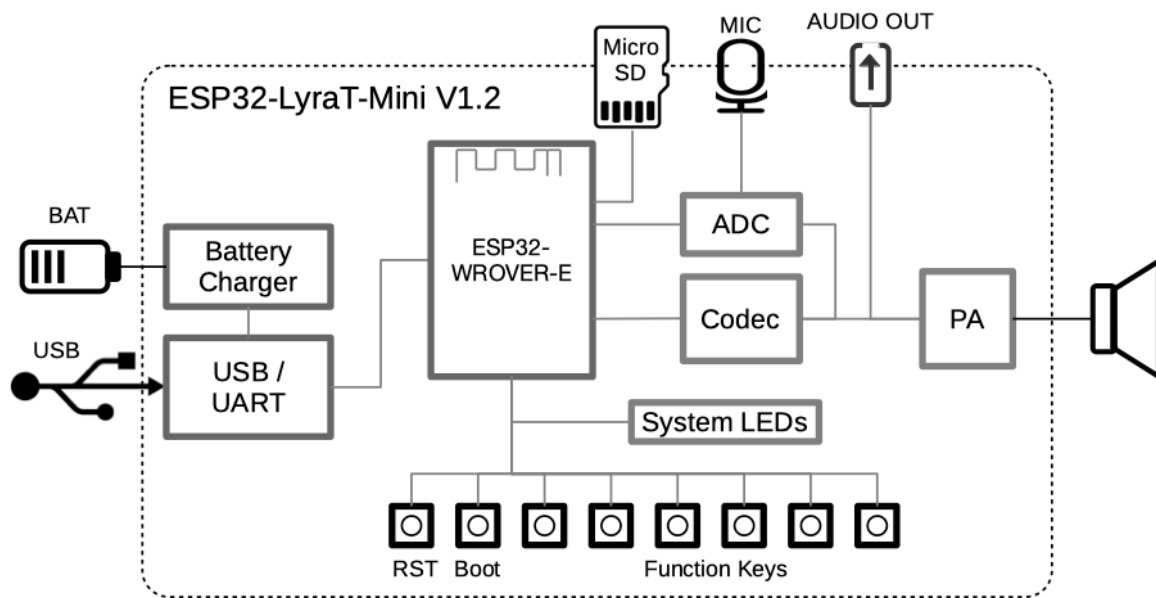 MIC
AUDIO OUT
Micro
SD
ESP32-LyraT-Mini V1.2
BAT
Battery
Charger
ESP32-
WROVER-E
ADC
USB
USB /
UART
Codec
PA
System LEDs
RST
Boot
Function Keys